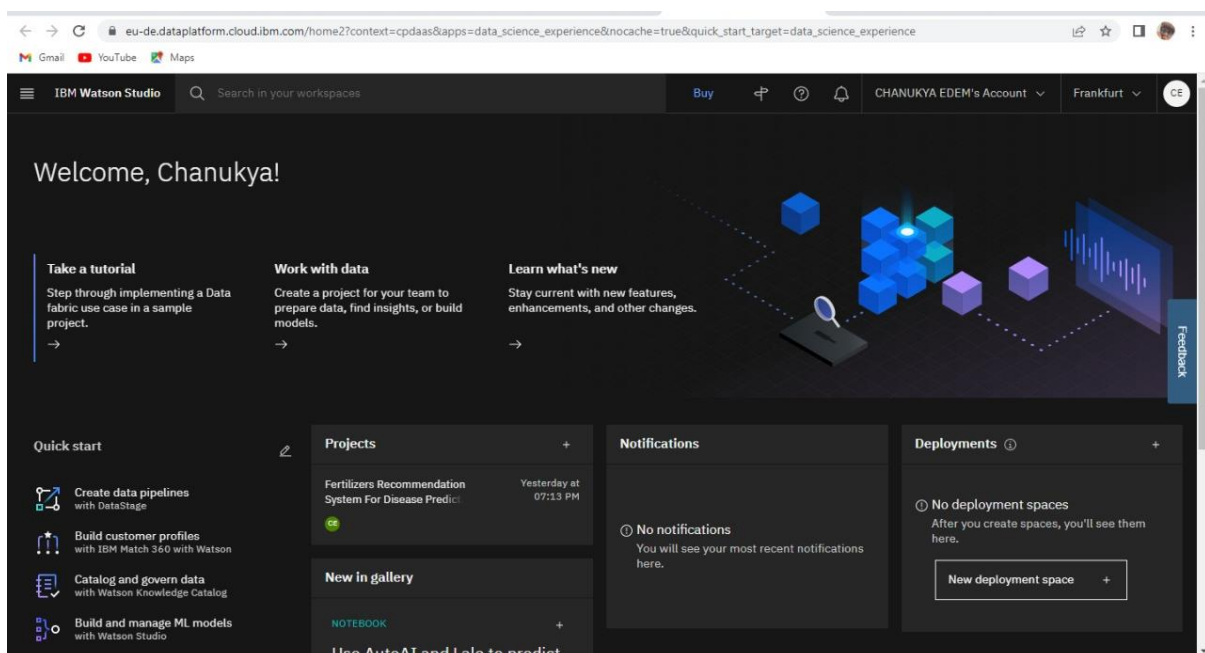 eu-de.dataplatform.cloud.ibm.com/home2?context=cpdaas&apps=data_science_experience&nocache=true&quick_start_target=data_science_experience
Gmail YouTube Maps
IBM Watson Studio Search in your workspaces Buy CHANUKYA EDEM's Account Frankfurt CE
Welcome, Chanukya!
Take a tutorial
Step through implementing a Data
fabric use case in a sample
project.
Work with data
Create a project for your team to
prepare data, find insights, or build
models.
Learn what's new
Stay current with new features,
enhancements, and other changes.
Feedback
Quick start
Create data pipelines
with DataStage
Build customer profiles
with IBM Match 360 with Watson
Catalog and govern data
with Watson Knowledge Catalog
Build and manage ML models
with Watson Studio
Projects +
Fertilizers Recommendation
System For Disease Predic
Yesterday at
07:13 PM
CE
New in gallery
NOTEBOOK +
Use AutoAI and Lale to predict
Notifications
No notifications
You will see your most recent notifications
here.
Deployments +
No deployment spaces
After you create spaces, you'll see them
here.
New deployment space +